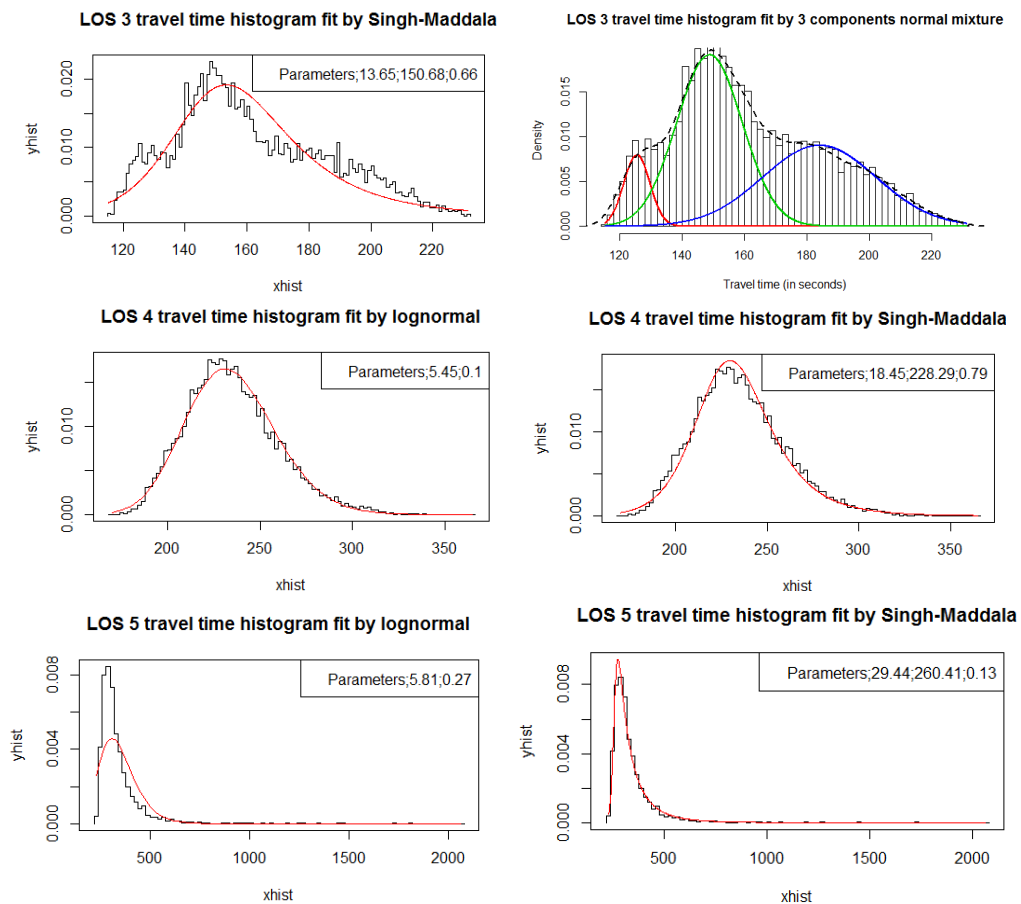 LOS 3 travel time histogram fit by Singh-Maddala
Parameters;13.65;150.68;0.66
yhist
0.000
0.010
0.020
120 140 160 180 200 220
xhist
LOS 3 travel time histogram fit by 3 components normal mixture
Density
0.000
0.005
0.010
0.015
120 140 160 180 200 220
Travel time (in seconds)
LOS 4 travel time histogram fit by lognormal
Parameters;5.45;0.1
yhist
0.000
0.010
200 250 300 350
xhist
LOS 4 travel time histogram fit by Singh-Maddala
Parameters;18.45;228.29;0.79
yhist
0.000
0.010
200 250 300 350
xhist
LOS 5 travel time histogram fit by lognormal
Parameters;5.81;0.27
yhist
0.000
0.004
0.008
500 1000 1500 2000
xhist
LOS 5 travel time histogram fit by Singh-Maddala
Parameters;29.44;260.41;0.13
yhist
0.000
0.004
0.008
500 1000 1500 2000
xhist